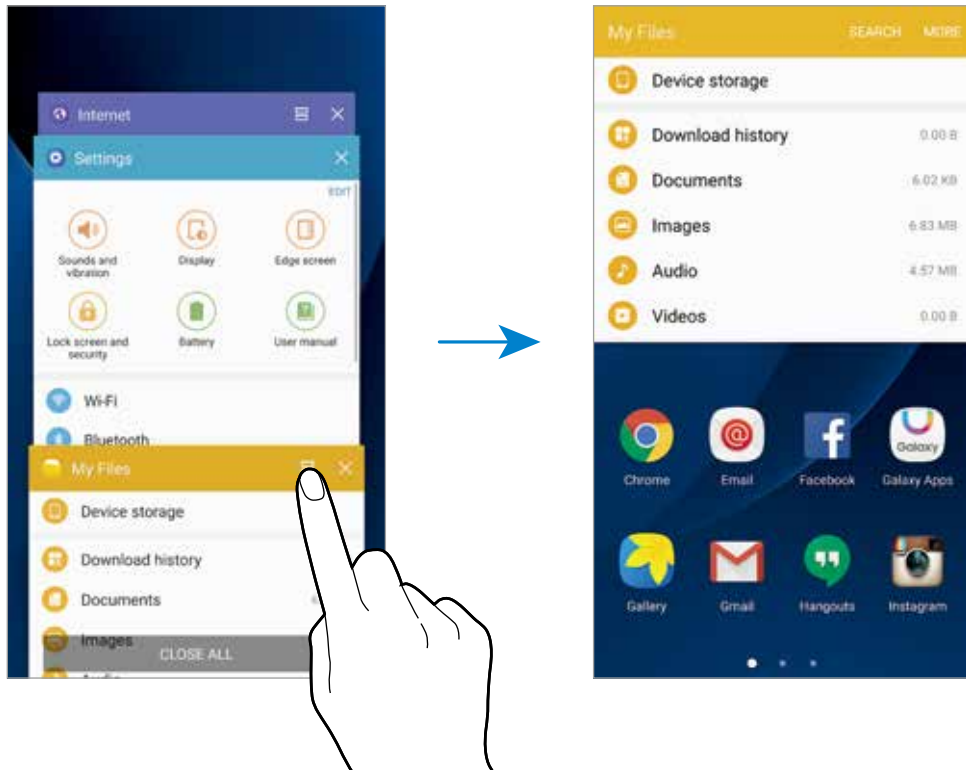 Internet
Settings
EDIT
Sounds and
vibration
Display
Edge screen
Lock screen and
security
Battery
User manual
Wi-Fi
Bluetooth
My Files
Device storage
Download history
Documents
Images
CLOSE ALL
Audio
My Files
SEARCH MORE
Device storage
Download history 0.00 B
Documents 6.02 KB
Images 6.83 MB
Audio 4.57 MB
Videos 0.00 B
Galaxy
Chrome Email Facebook Galaxy Apps
Gallery Gmail Hangouts Instagram